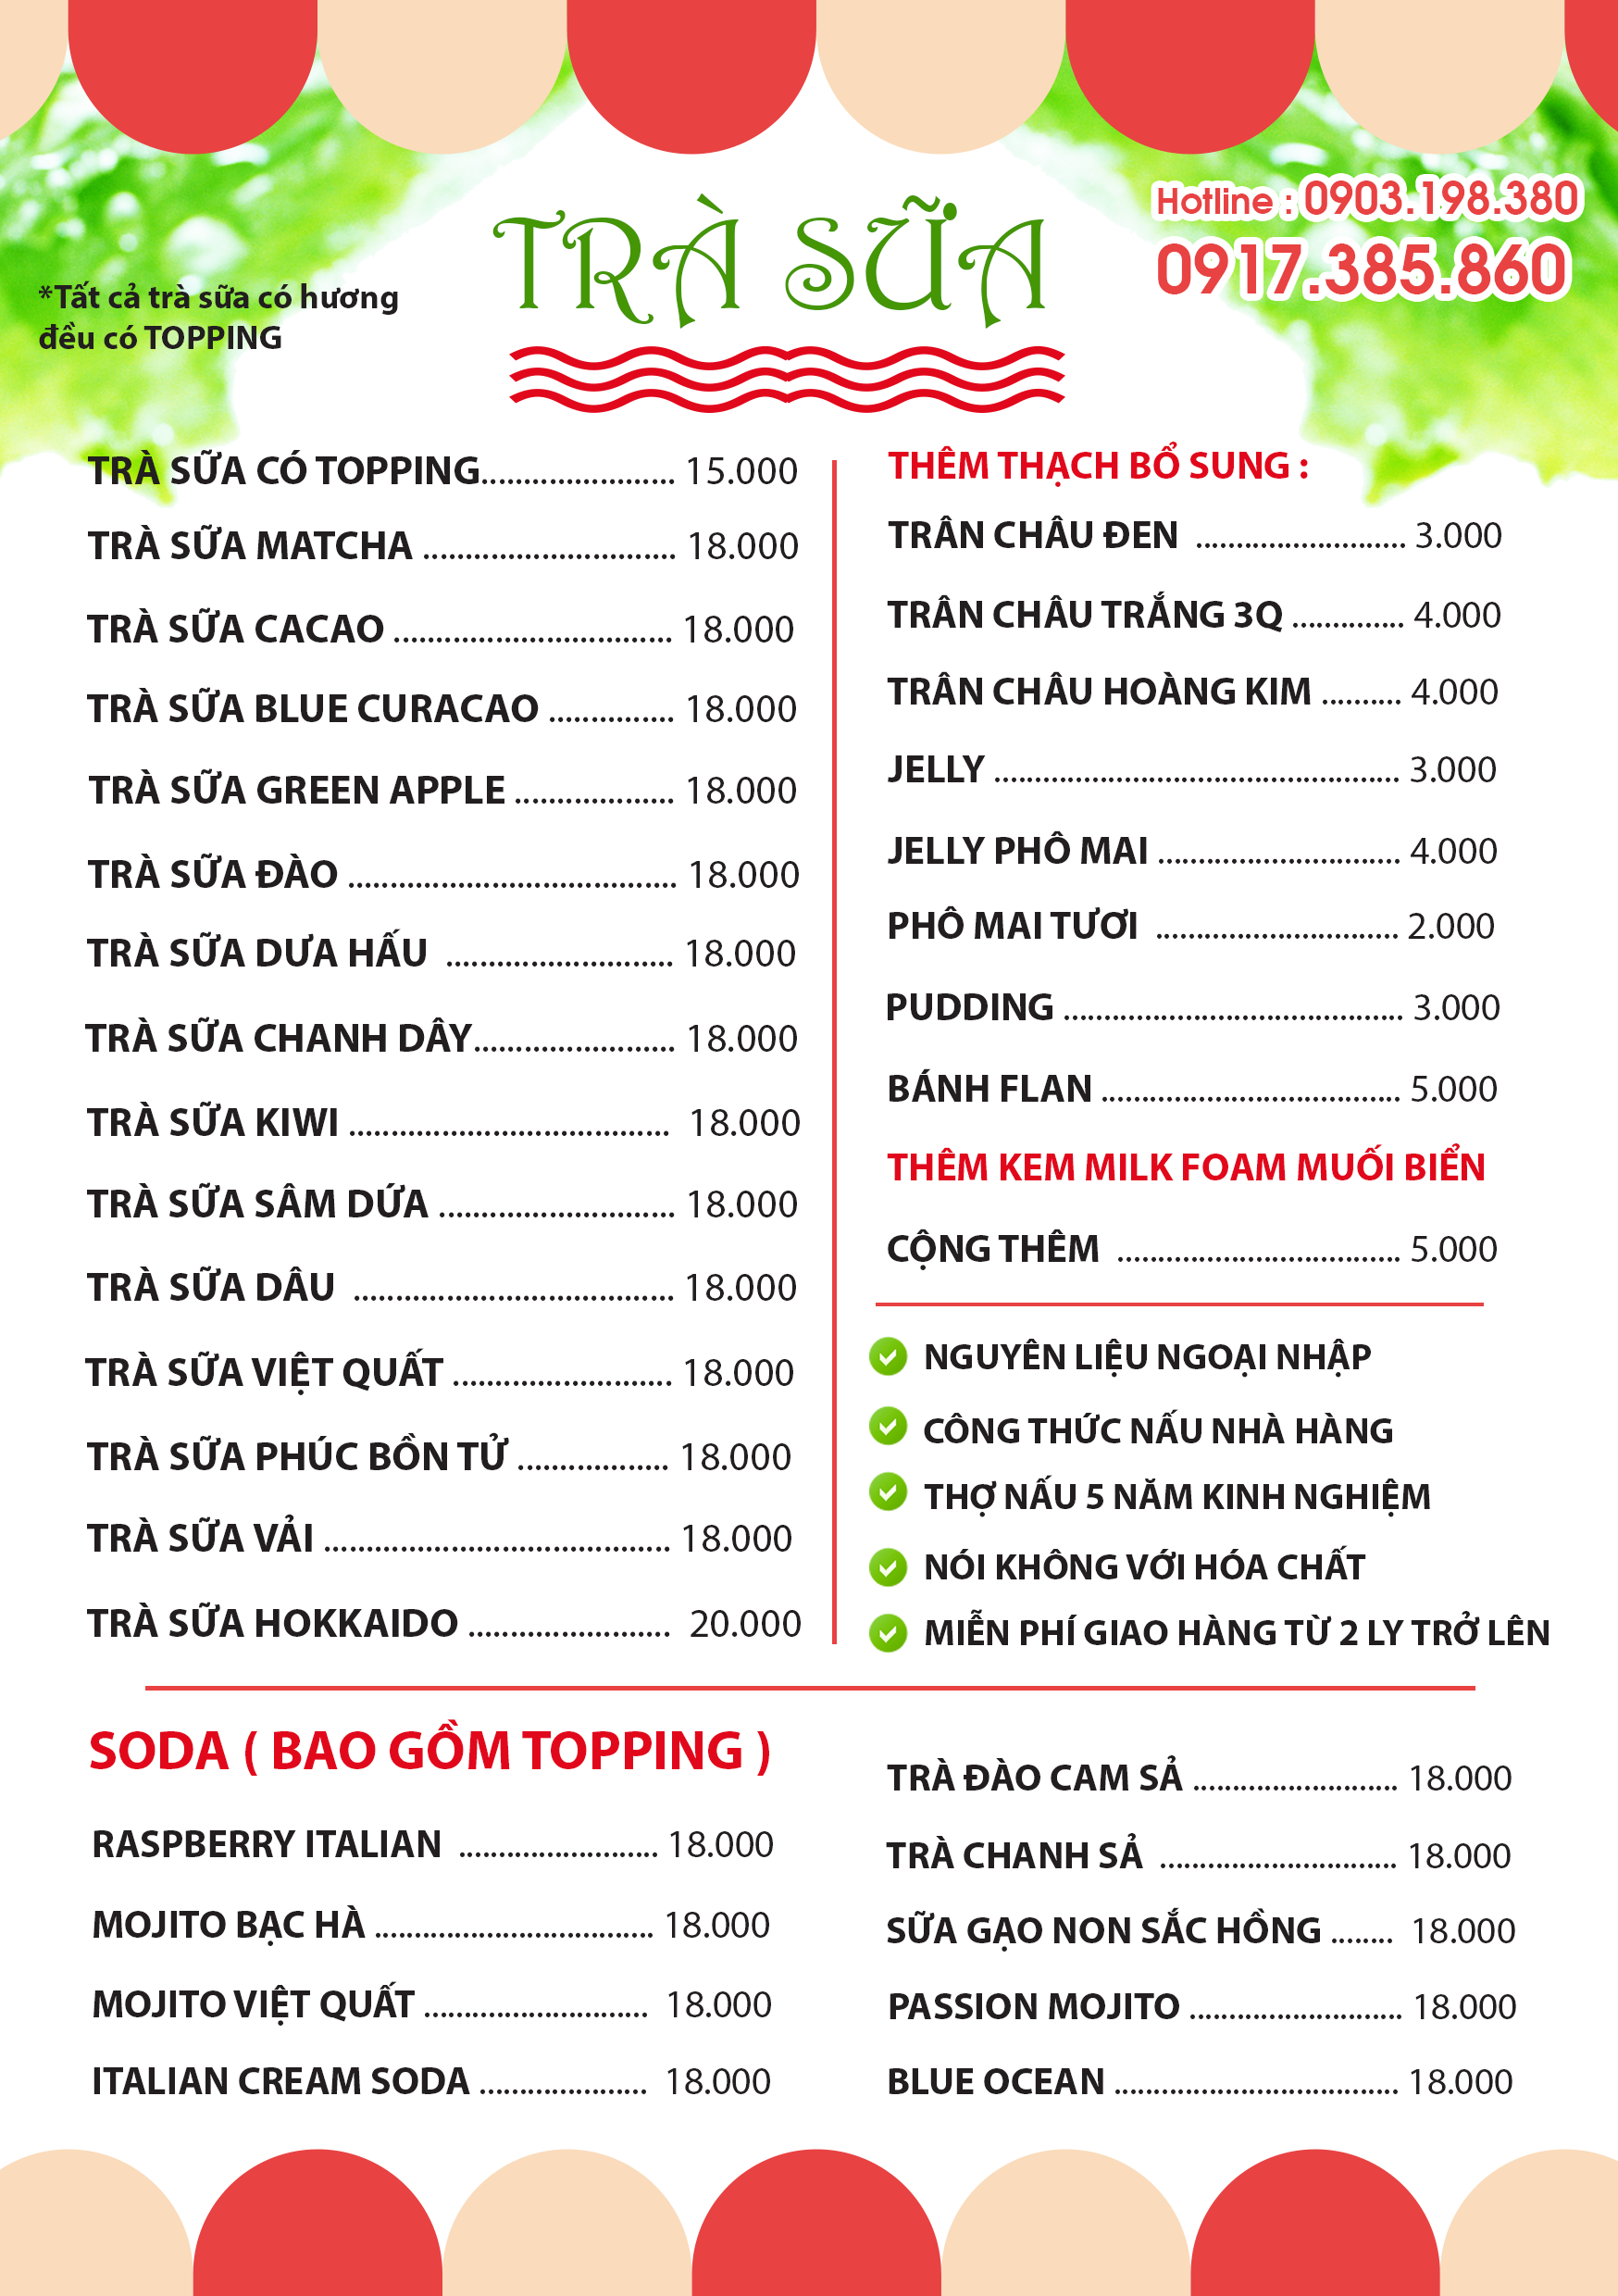 Hotline : 0903.198.380
0917.385.860
TRÀ SỮA
*Tất cả trà sữa có hương
đều có TOPPING
TRÀ SỮA CÓ TOPPING....................... 15.000
TRÀ SỮA MATCHA .............................. 18.000
TRÀ SỮA CACAO ................................. 18.000
TRÀ SỮA BLUE CURACAO ............... 18.000
TRÀ SỮA GREEN APPLE ................... 18.000
TRÀ SỮA ĐÀO ....................................... 18.000
TRÀ SỮA DƯA HẤU ........................... 18.000
TRÀ SỮA CHANH DÂY........................ 18.000
TRÀ SỮA KIWI ...................................... 18.000
TRÀ SỮA SÂM DỨA ............................ 18.000
TRÀ SỮA DÂU ...................................... 18.000
TRÀ SỮA VIỆT QUẤT .......................... 18.000
TRÀ SỮA PHÚC BỒN TỬ .................. 18.000
TRÀ SỮA VẢI ......................................... 18.000
TRÀ SỮA HOKKAIDO ........................ 20.000
THÊM THẠCH BỔ SUNG :
TRÂN CHÂU ĐEN .......................... 3.000
TRÂN CHÂU TRẮNG 3Q .............. 4.000
TRÂN CHÂU HOÀNG KIM .......... 4.000
JELLY .................................................. 3.000
JELLY PHÔ MAI .............................. 4.000
PHÔ MAI TƯƠI .............................. 2.000
PUDDING .......................................... 3.000
BÁNH FLAN ..................................... 5.000
THÊM KEM MILK FOAM MUỐI BIỂN
CỘNG THÊM ................................... 5.000
NGUYÊN LIỆU NGOẠI NHẬP
CÔNG THỨC NẤU NHÀ HÀNG
THỢ NẤU 5 NĂM KINH NGHIỆM
NÓI KHÔNG VỚI HÓA CHẤT
MIỄN PHÍ GIAO HÀNG TỪ 2 LY TRỞ LÊN
SODA ( BAO GỒM TOPPING )
RASPBERRY ITALIAN ......................... 18.000
MOJITO BẠC HÀ ................................... 18.000
MOJITO VIỆT QUẤT ............................ 18.000
ITALIAN CREAM SODA ..................... 18.000
TRÀ ĐÀO CAM SẢ .......................... 18.000
TRÀ CHANH SẢ .............................. 18.000
SỮA GẠO NON SẮC HỒNG ........ 18.000
PASSION MOJITO ........................... 18.000
BLUE OCEAN .................................... 18.000